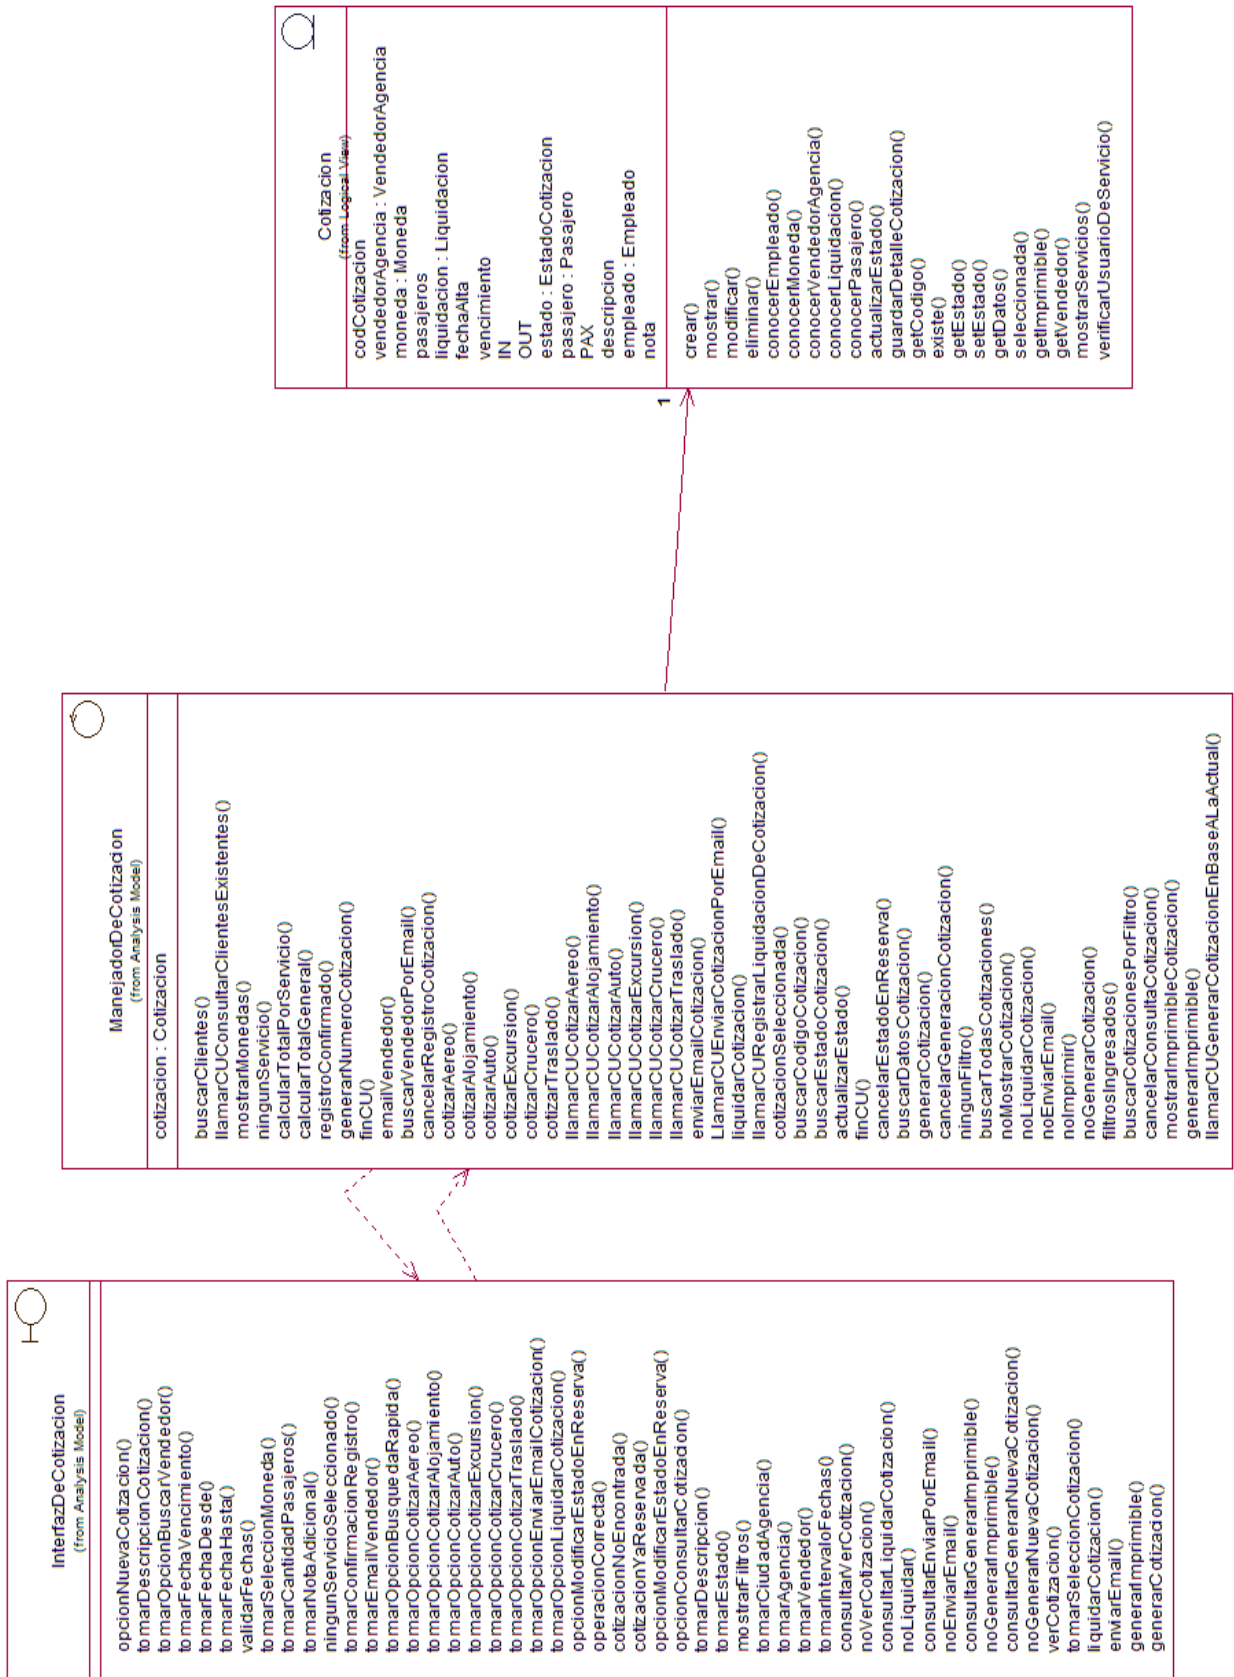 InterfazDeCotizacion
(from Analysis Model)
opcionNuevaCotizacion()
tomarDescripcionCotizacion()
tomarOpcionBuscarVendedor()
tomarFechaVencimiento()
tomarFechaDesde()
tomarFechaHasta()
validarFechas()
tomarSeleccionMoneda()
tomarCantidadPasajeros()
tomarNotaAdicional()
ningunServicioSeleccionado()
tomarConfirmacionRegistro()
tomarEmailVendedor()
tomarOpcionBusquedaRapida()
tomarOpcionCotizarAereo()
tomarOpcionCotizarAlojamiento()
tomarOpcionCotizarAuto()
tomarOpcionCotizarExcursion()
tomarOpcionCotizarCrucero()
tomarOpcionCotizarTraslado()
tomarOpcionEnviarEmailCotizacion()
tomarOpcionLiquidarCotizacion()
opcionModificarEstadoEnReserva()
operacionCorrecta()
cotizacionNoEncontrada()
cotizacionYaReservada()
opcionModificarEstadoEnReserva()
opcionConsultarCotizacion()
tomarDescripcion()
tomarEstado()
mostrarFiltros()
tomarCiudadAgencia()
tomarAgencia()
tomarVendedor()
tomarIntervaloFechas()
consultarVerCotizacion()
noVerCotizacion()
consultarLiquidarCotizacion()
noLiquidar()
consultarEnviarPorEmail()
noEnviarEmail()
consultarGenerarImprimible()
noGenerarImprimible()
consultarGenerarNuevaCotizacion()
noGenerarNuevaCotizacion()
verCotizacion()
tomarSeleccionCotizacion()
liquidarCotizacion()
enviarEmail()
generarImprimible()
generarCotizacion()
ManejadorDeCotizacion
(from Analysis Model)
cotizacion : Cotizacion
buscarClientes()
llamarCUConsultarClientesExistentes()
mostrarMonedas()
ningunServicio()
calcularTotalPorServicio()
calcularTotalGeneral()
registroConfirmado()
generarNumeroCotizacion()
finCU()
emailVendedor()
buscarVendedorPorEmail()
cancelarRegistroCotizacion()
cotizarAereo()
cotizarAlojamiento()
cotizarAuto()
cotizarExcursion()
cotizarCrucero()
cotizarTraslado()
llamarCUCotizarAereo()
llamarCUCotizarAlojamiento()
llamarCUCotizarAuto()
llamarCUCotizarExcursion()
llamarCUCotizarCrucero()
llamarCUCotizarTraslado()
enviarEmailCotizacion()
LlamarCUEnviarCotizacionPorEmail()
liquidarCotizacion()
llamarCURegistrarLiquidacionDeCotizacion()
cotizacionSeleccionada()
buscarCodigoCotizacion()
buscarEstadoCotizacion()
actualizarEstado()
finCU()
cancelarEstadoEnReserva()
buscarDatosCotizacion()
generarCotizacion()
cancelarGeneracionCotizacion()
ningunFiltro()
buscarTodasCotizaciones()
noMostrarCotizacion()
noLiquidarCotizacion()
noEnviarEmail()
noImprimir()
noGenerarCotizacion()
filtrosIngresados()
buscarCotizacionesPorFiltro()
cancelarConsultaCotizacion()
mostrarImprimibleCotizacion()
generarImprimible()
llamarCUGenerarCotizacionEnBaseALaActual()
1
Cotizacion
(from Logical View)
codCotizacion
vendedorAgencia : VendedorAgencia
moneda : Moneda
pasajeros
liquidacion : Liquidacion
fechaAlta
vencimiento
IN
OUT
estado : EstadoCotizacion
pasajero : Pasajero
PAX
descripcion
empleado : Empleado
nota
crear()
mostrar()
modificar()
eliminar()
conocerEmpleado()
conocerMoneda()
conocerVendedorAgencia()
conocerLiquidacion()
conocerPasajero()
actualizarEstado()
guardarDetalleCotizacion()
getCodigo()
existe()
getEstado()
setEstado()
getDatos()
seleccionada()
getImprimible()
getVendedor()
mostrarServicios()
verificarUsuarioDeServicio()